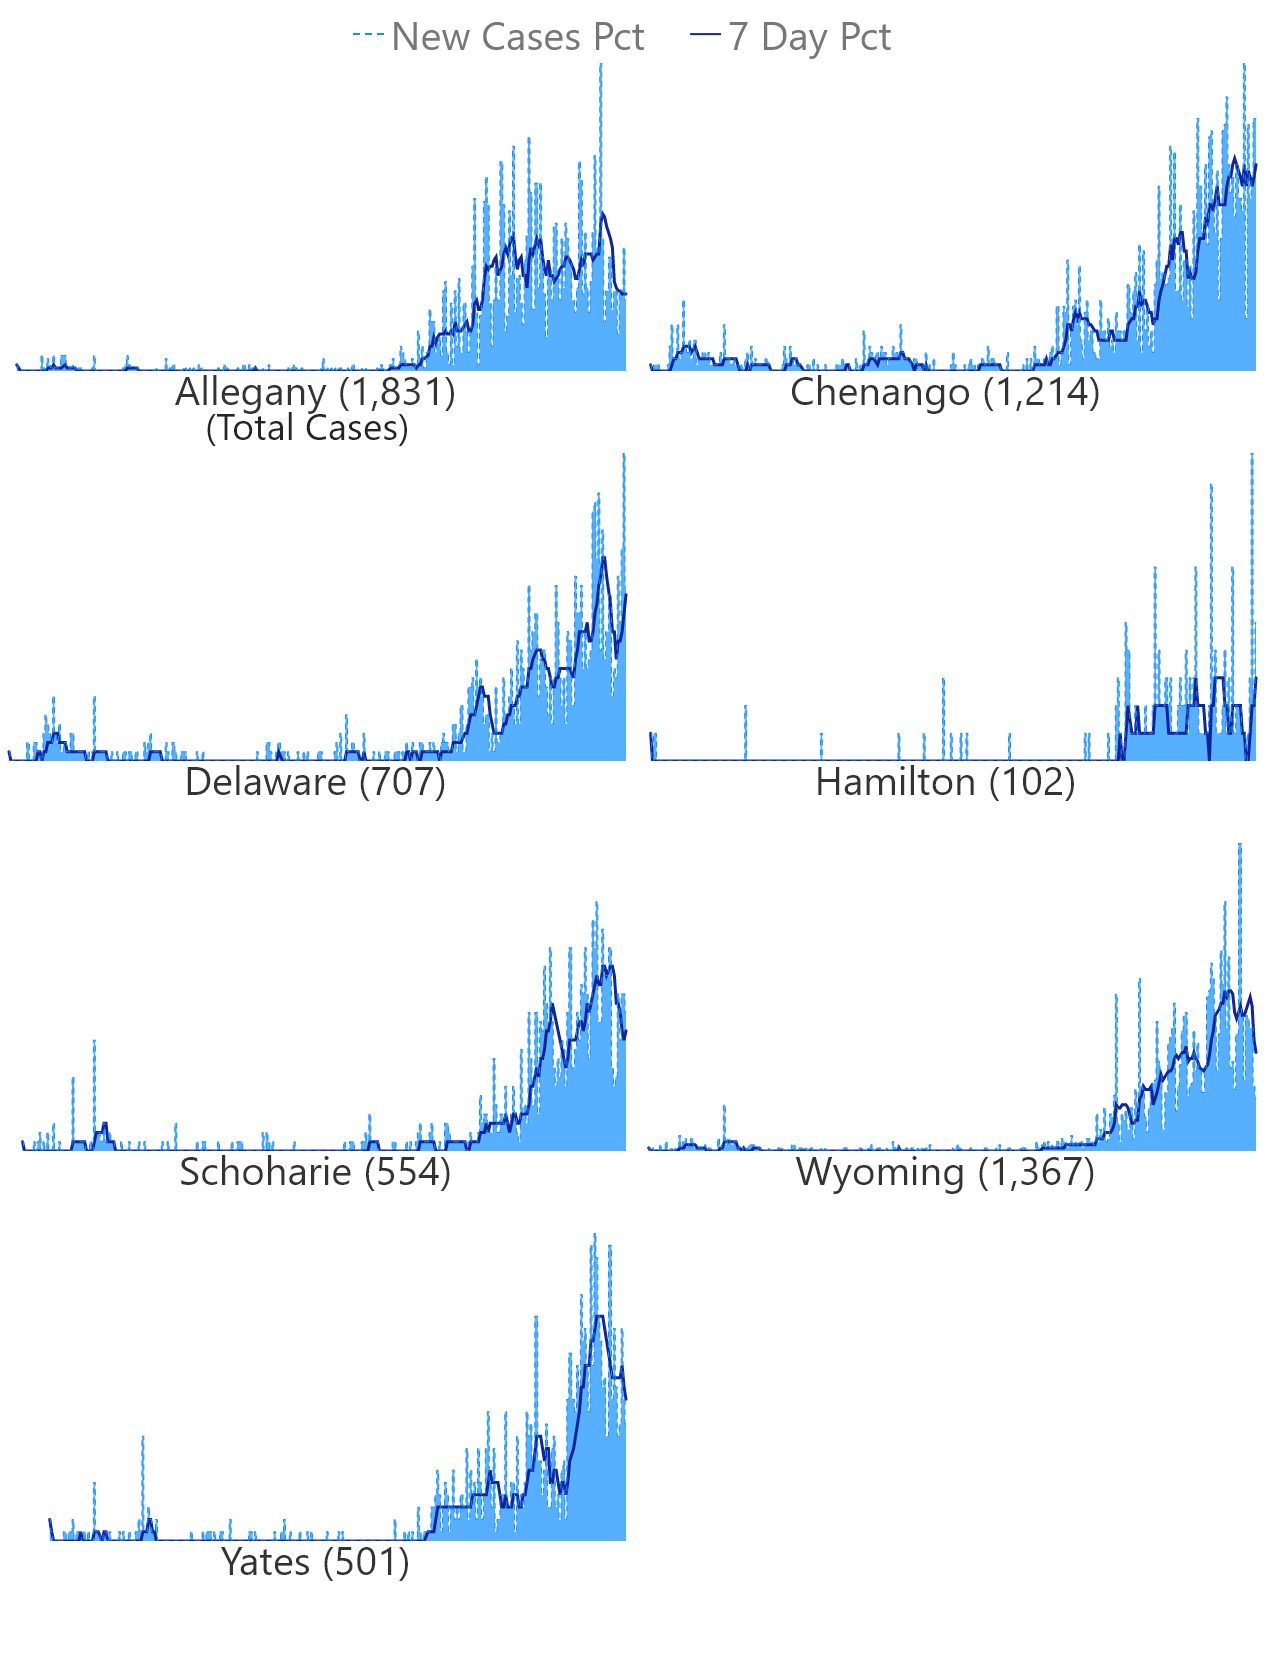 New Cases Pct 7 Day Pct
Allegany (1,831)
(Total Cases)
Chenango (1,214)
Delaware (707)
Hamilton (102)
Schoharie (554)
Wyoming (1,367)
Yates (501)